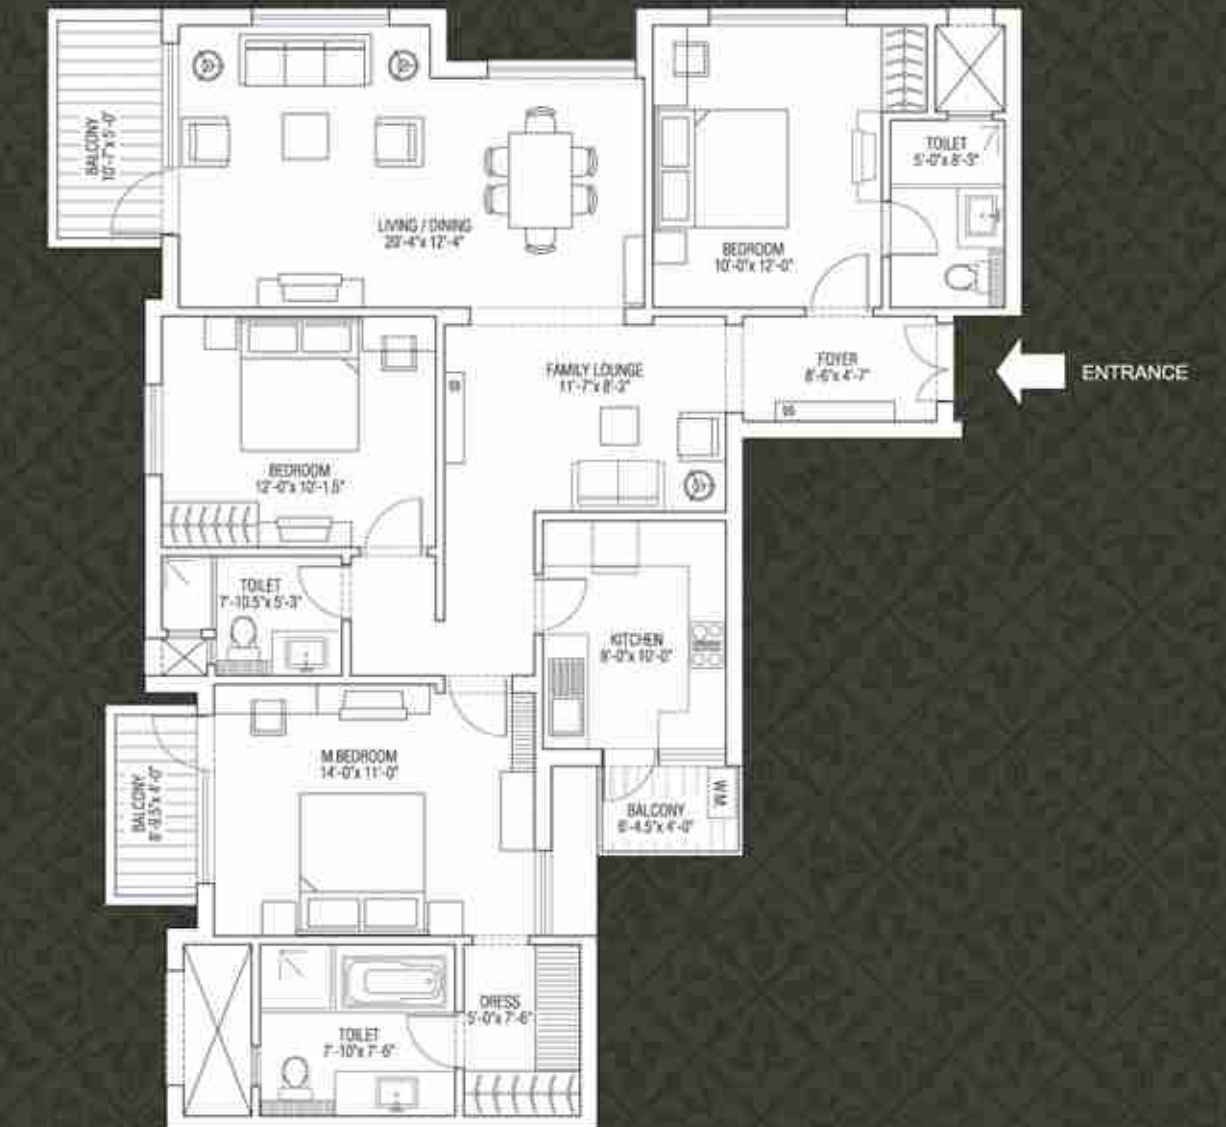 BALCONY
10'-7"x 5'-0"
LIVING / DINING
20'-4"x 12'-4"
BEDROOM
10'-0"x 12'-0"
TOILET
5'-0"x 8'-3"
FAMILY LOUNGE
11'-7"x 8'-3"
FOYER
8'-6"x 4'-7"
ENTRANCE
BEDROOM
12'-0"x 10'-1.5"
TOILET
7'-10.5"x 5'-3"
KITCHEN
8'-0"x 10'-0"
M.BEDROOM
14'-0"x 11'-0"
BALCONY
BALCONY
6'-4.5"x 4'-0"
W.M.
DRESS
5'-0"x 7'-6"
TOILET
7'-10"x 7'-6"